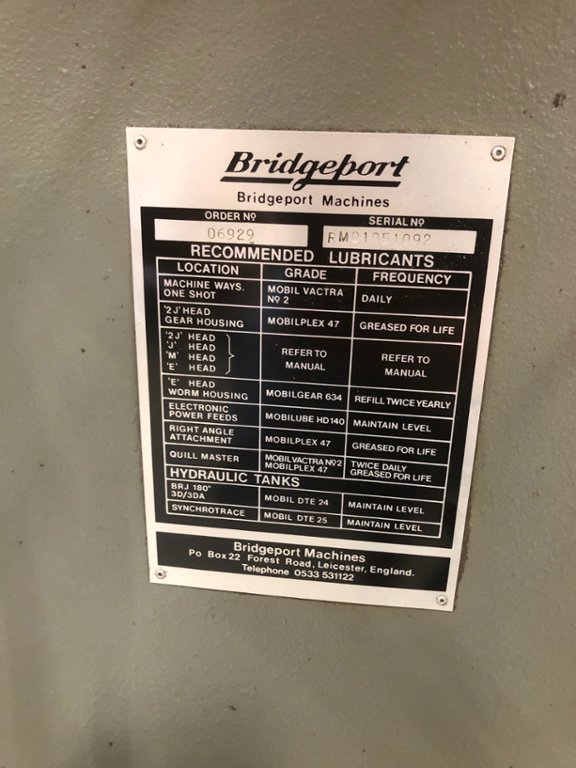 Bridgeport
Bridgeport Machines
ORDER Nº SERIAL Nº
06929
RECOMMENDED LUBRICANTS
LOCATION GRADE FREQUENCY
MACHINE WAYS. ONE SHOT MOBIL VACTRA Nº 2 DAILY
'2J' HEAD GEAR HOUSING MOBILPLEX 47 GREASED FOR LIFE
'2J' HEAD
'J' HEAD
'M' HEAD
'E' HEAD
REFER TO MANUAL REFER TO MANUAL
'E' HEAD WORM HOUSING MOBILGEAR 634 REFILL TWICE YEARLY
ELECTRONIC POWER FEEDS MOBILUBE HD140 MAINTAIN LEVEL
RIGHT ANGLE ATTACHMENT MOBILPLEX 47 GREASED FOR LIFE
QUILL MASTER MOBIL VACTRA Nº2 MOBILPLEX 47 TWICE DAILY GREASED FOR LIFE
HYDRAULIC TANKS
BRJ 180° 3D/3DA MOBIL DTE 24 MAINTAIN LEVEL
SYNCHROTRACE MOBIL DTE 25 MAINTAIN LEVEL
Bridgeport Machines
Po Box 22 Forest Road, Leicester, England.
Telephone 0533 531122